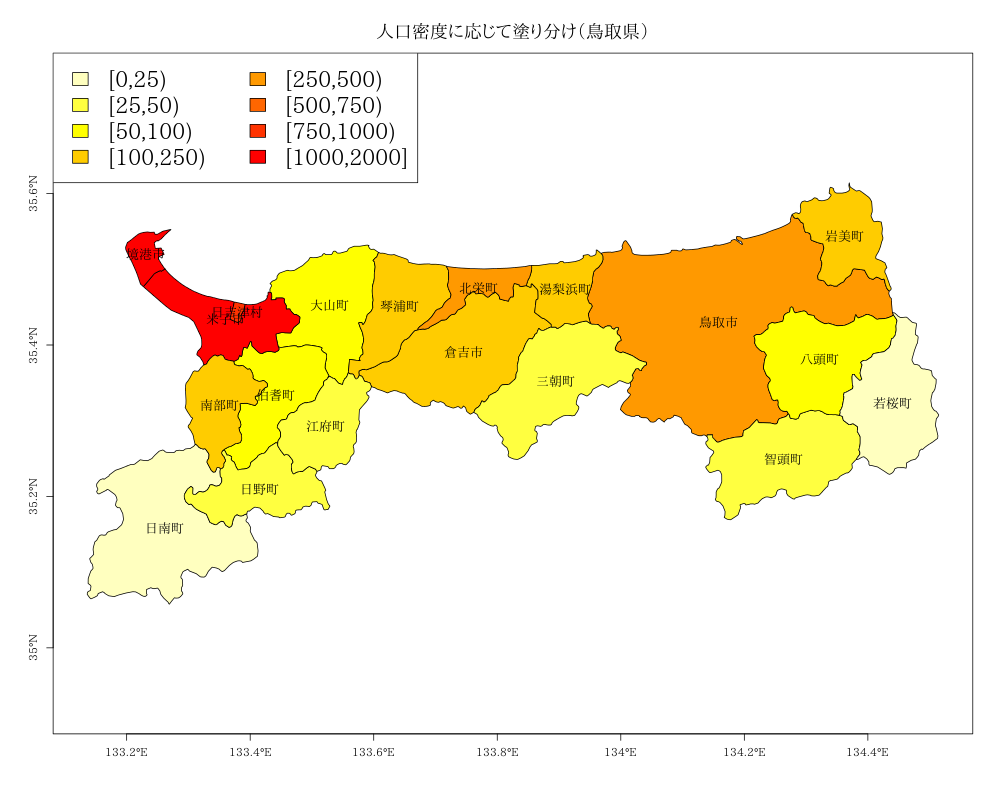 人口密度に応じて塗り分け(鳥取県)
[0,25)
[25,50)
[50,100)
[100,250)
[250,500)
[500,750)
[750,1000)
[1000,2000]
35.6°N
35.4°N
35.2°N
35°N
岩美町
境港市
北栄町
湯梨浜町
大山町
琴浦町
日吉津村
米子市
鳥取市
倉吉市
八頭町
三朝町
伯耆町
南部町
若桜町
江府町
智頭町
日野町
日南町
133.2°E
133.4°E
133.6°E
133.8°E
134°E
134.2°E
134.4°E